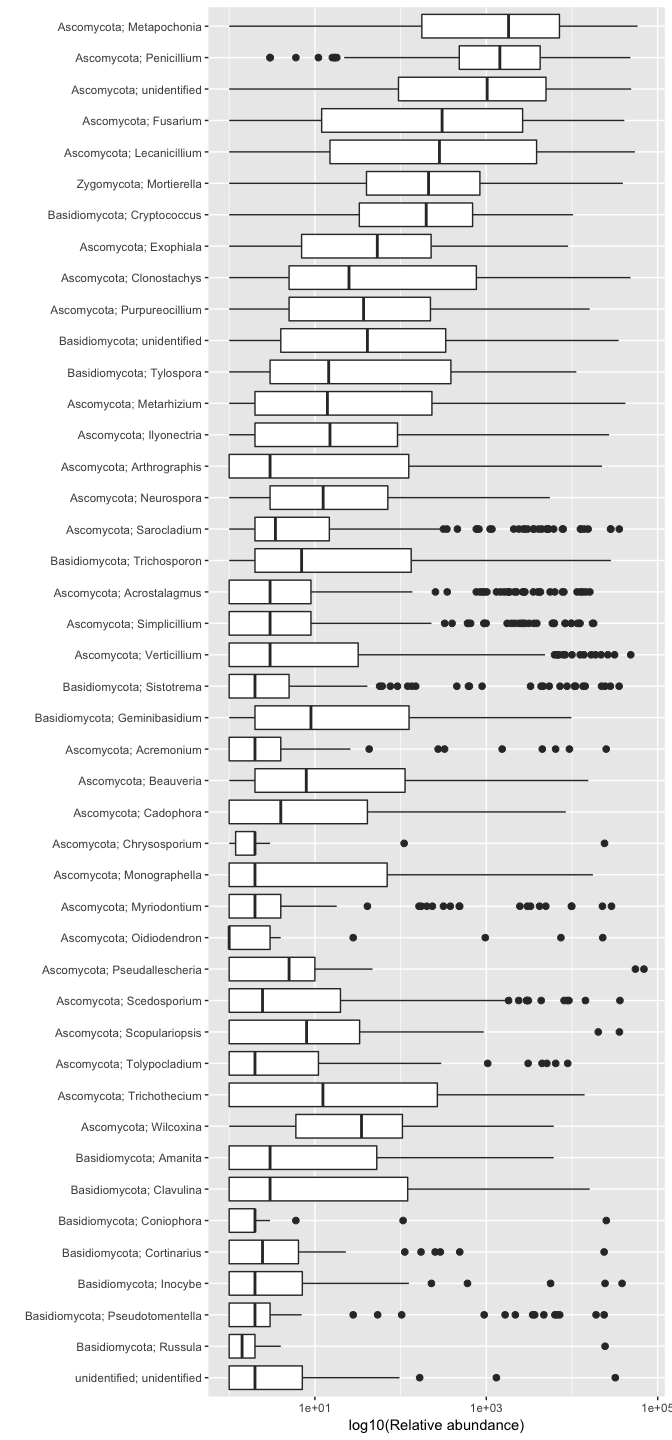 Ascomycota; Metapochonia
Ascomycota; Penicillium
Ascomycota; unidentified
Ascomycota; Fusarium
Ascomycota; Lecanicillium
Zygomycota; Mortierella
Basidiomycota; Cryptococcus
Ascomycota; Exophiala
Ascomycota; Clonostachys
Ascomycota; Purpureocillium
Basidiomycota; unidentified
Basidiomycota; Tylospora
Ascomycota; Metarhizium
Ascomycota; Ilyonectria
Ascomycota; Arthrographis
Ascomycota; Neurospora
Ascomycota; Sarocladium
Basidiomycota; Trichosporon
Ascomycota; Acrostalagmus
Ascomycota; Simplicillium
Ascomycota; Verticillium
Basidiomycota; Sistotrema
Basidiomycota; Geminibasidium
Ascomycota; Acremonium
Ascomycota; Beauveria
Ascomycota; Cadophora
Ascomycota; Chrysosporium
Ascomycota; Monographella
Ascomycota; Myriodontium
Ascomycota; Oidiodendron
Ascomycota; Pseudallescheria
Ascomycota; Scedosporium
Ascomycota; Scopulariopsis
Ascomycota; Tolypocladium
Ascomycota; Trichothecium
Ascomycota; Wilcoxina
Basidiomycota; Amanita
Basidiomycota; Clavulina
Basidiomycota; Coniophora
Basidiomycota; Cortinarius
Basidiomycota; Inocybe
Basidiomycota; Pseudotomentella
Basidiomycota; Russula
unidentified; unidentified
1e+01 1e+03 1e+05
log10(Relative abundance)